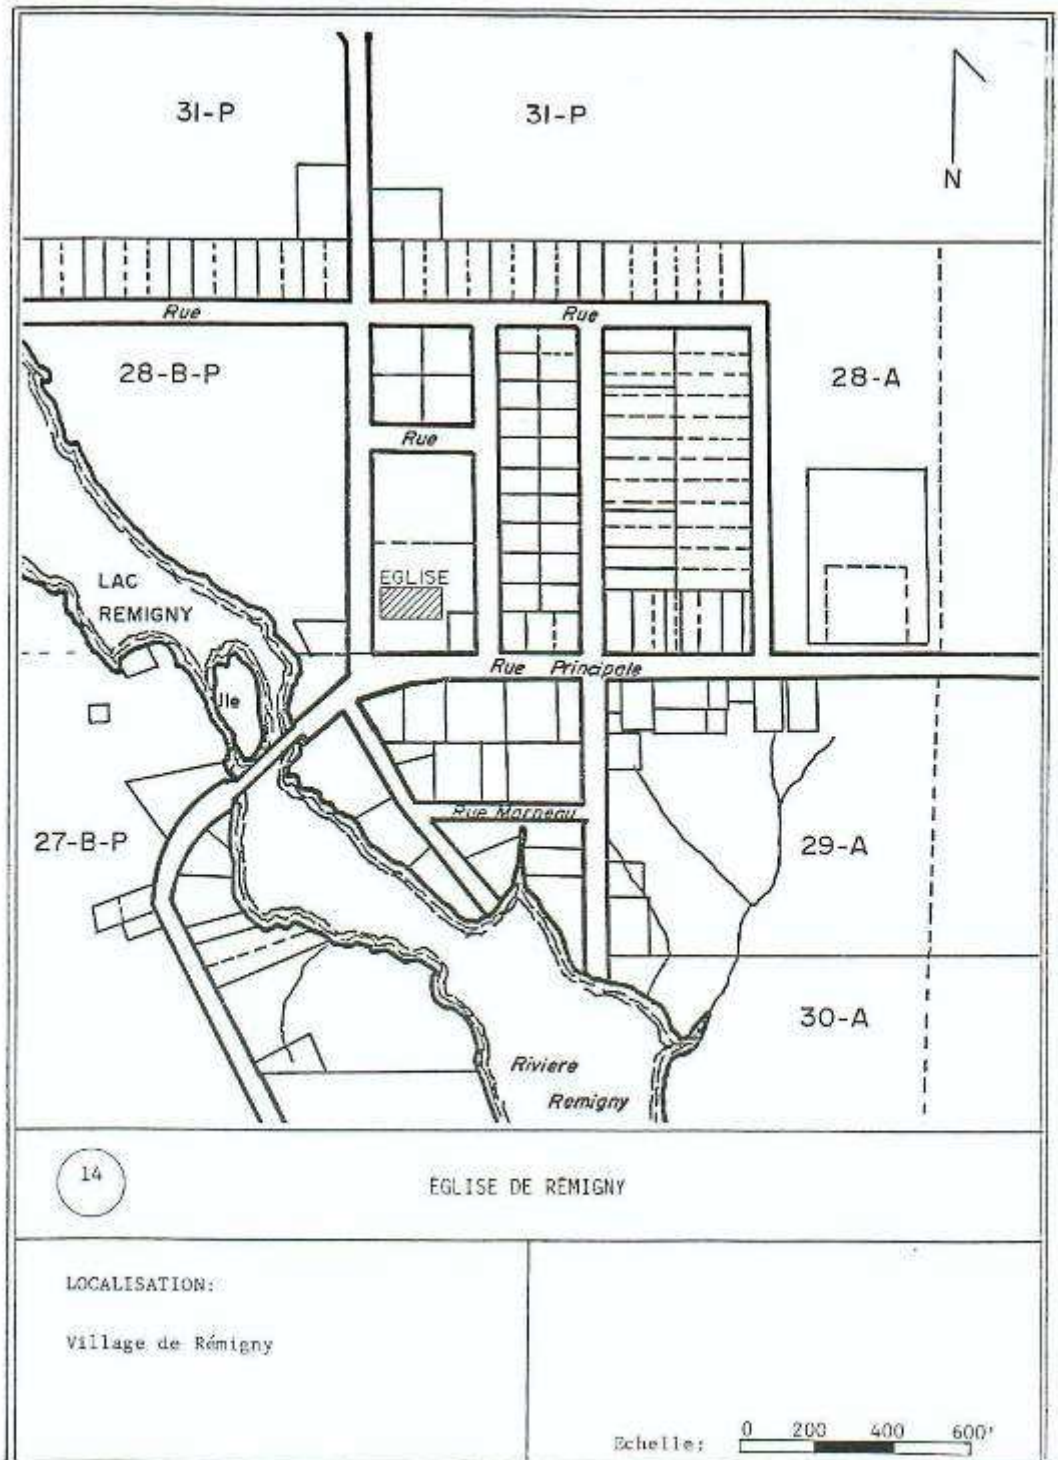 31-P
31-P
N
Rue
Rue
28-B-P
28-A
Rue
LAC
REMIGNY
EGLISE
Rue Principale
Ile
Rue Morneau
27-B-P
29-A
30-A
Riviere
Remigny
14
ÉGLISE DE RÉMIGNY
LOCALISATION:
Village de Rémigny
Echelle: 0 200 400 600'